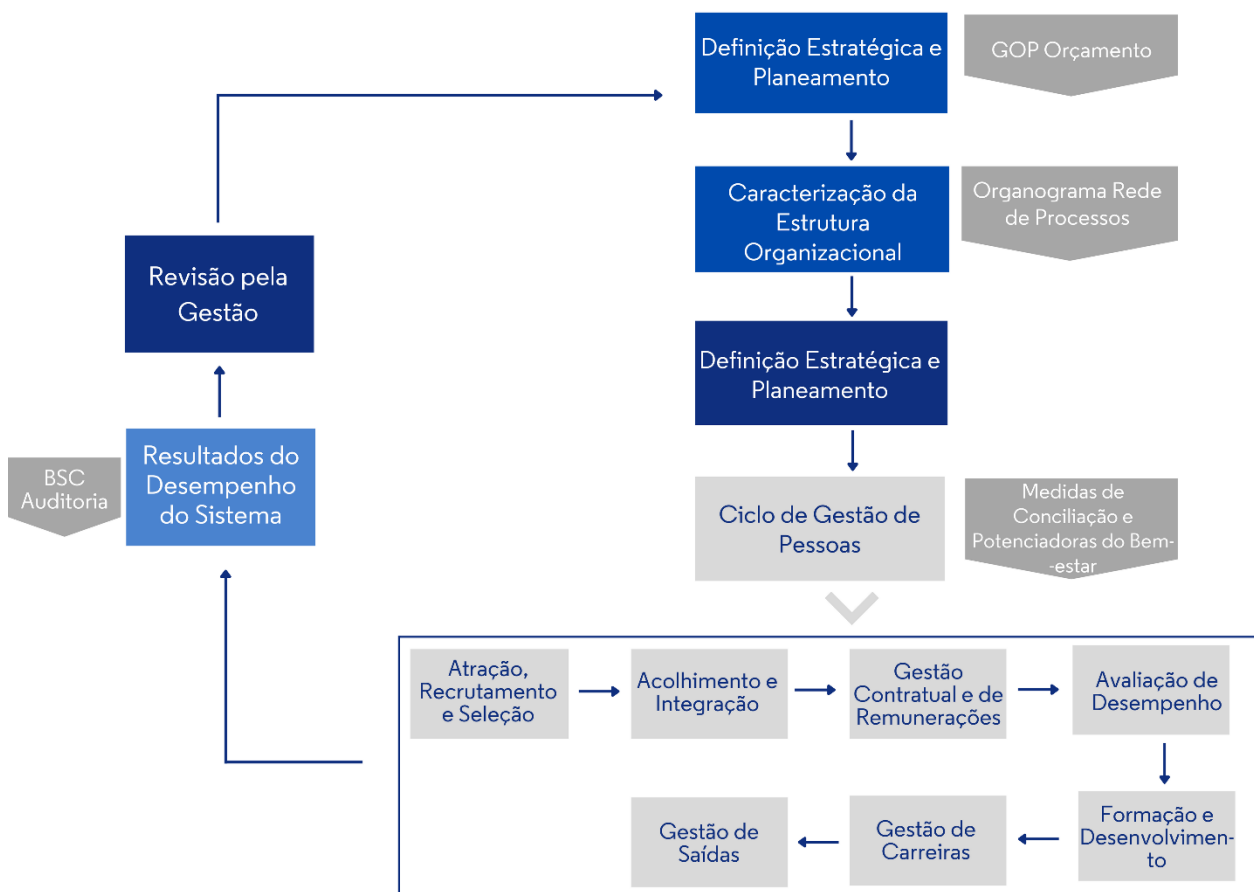 Definição Estratégica e
Planeamento
GOP Orçamento
Caracterização da
Estrutura
Organizacional
Organograma Rede
de Processos
Revisão pela
Gestão
Definição Estratégica e
Planeamento
Resultados do
Desempenho
do Sistema
BSC
Auditoria
Ciclo de Gestão de
Pessoas
Medidas de
Conciliação e
Potenciadoras do Bem-
-estar
Atração,
Recrutamento
e Seleção
Acolhimento e
Integração
Gestão
Contratual e de
Remunerações
Avaliação de
Desempenho
Formação e
Desenvolvimen-
to
Gestão de
Carreiras
Gestão de
Saídas